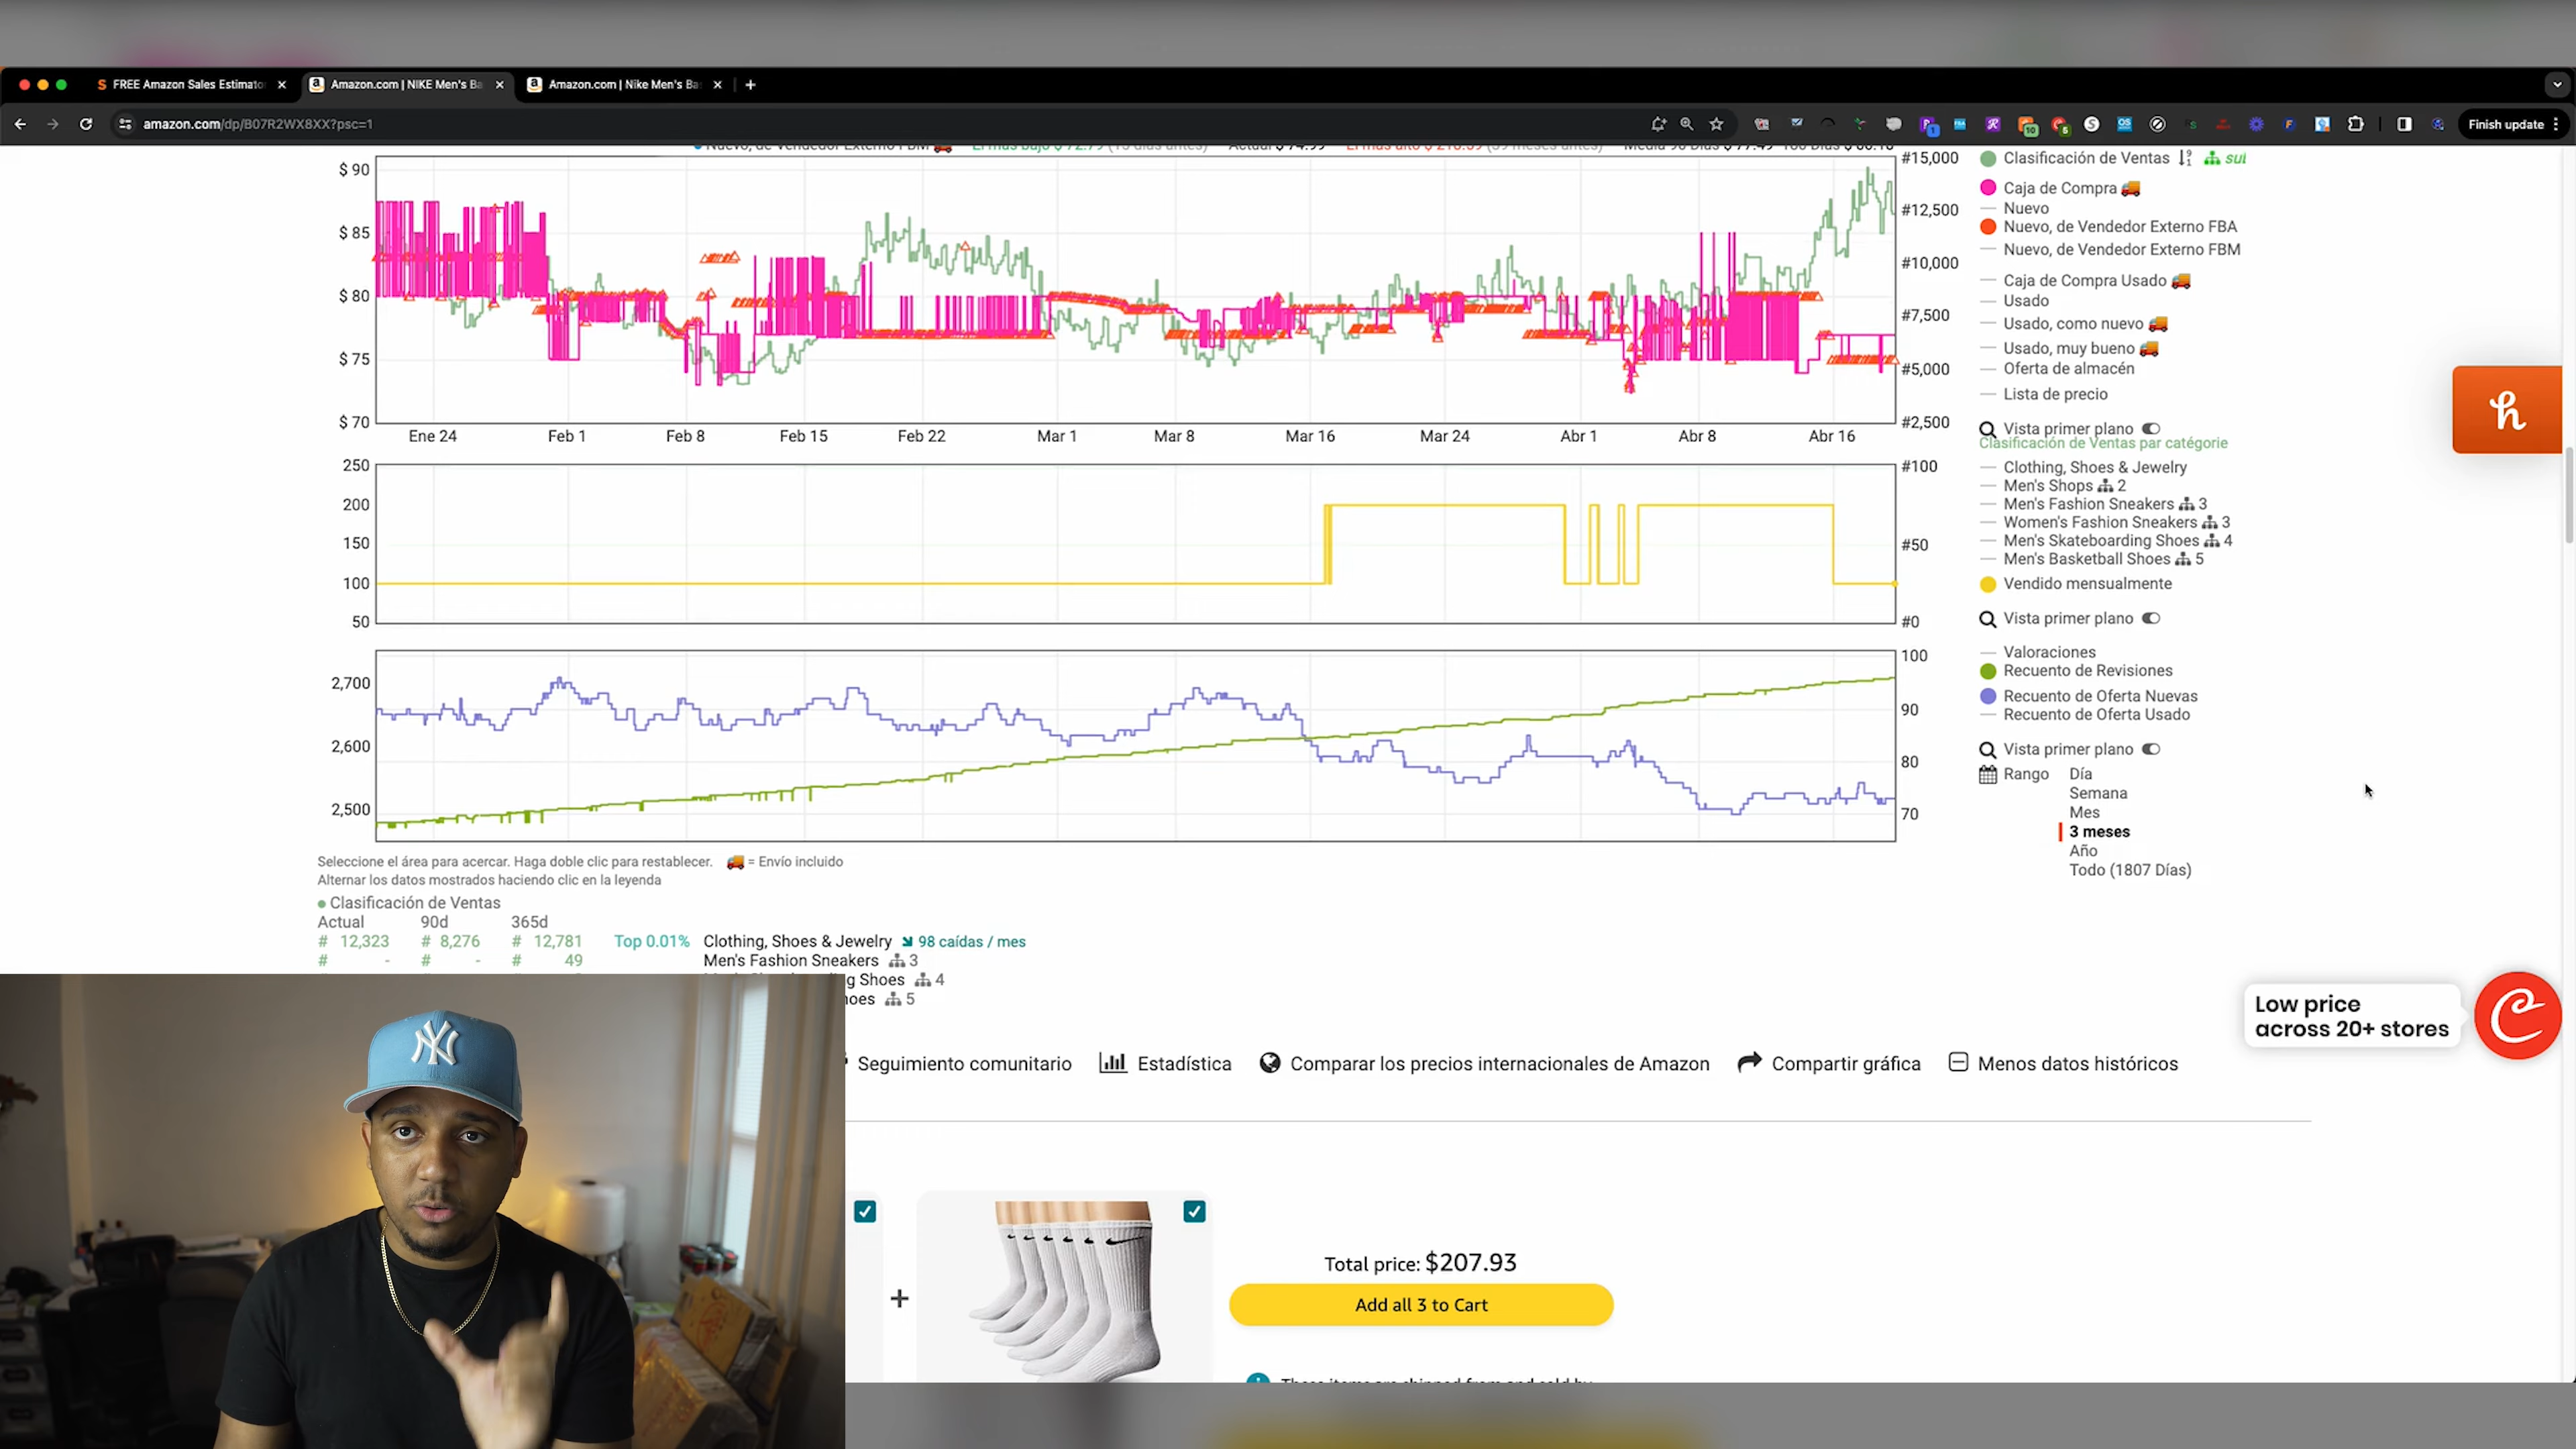 FREE Amazon Sales Estimato
Amazon.com | NIKE Men's Ba
Amazon.com | Nike Men's Ba
amazon.com/dp/B07R2WX8XX?psc=1
Finish update
$ 90
$ 85
$ 80
$ 75
$ 70
#15,000
#12,500
#10,000
#7,500
#5,000
#2,500
Ene 24 Feb 1 Feb 8 Feb 15 Feb 22 Mar 1 Mar 8 Mar 16 Mar 24 Abr 1 Abr 8 Abr 16
Clasificación de Ventas
Caja de Compra
Nuevo
Nuevo, de Vendedor Externo FBA
Nuevo, de Vendedor Externo FBM
Caja de Compra Usado
Usado
Usado, como nuevo
Usado, muy bueno
Oferta de almacén
Lista de precio
Vista primer plano
Clasificación de Ventas par catégorie
Clothing, Shoes & Jewelry
Men's Shops 2
Men's Fashion Sneakers 3
Women's Fashion Sneakers 3
Men's Skateboarding Shoes 4
Men's Basketball Shoes 5
Vendido mensualmente
Vista primer plano
250
200
150
100
50
#100
#50
#0
Valoraciones
Recuento de Revisiones
Recuento de Oferta Nuevas
Recuento de Oferta Usado
Vista primer plano
2,700
2,600
2,500
100
90
80
70
Rango
Día
Semana
Mes
3 meses
Año
Todo (1807 Días)
Seleccione el área para acercar. Haga doble clic para restablecer. = Envío incluido
Alternar los datos mostrados haciendo clic en la leyenda
Clasificación de Ventas
Actual 90d 365d
# 12,323 # 8,276 # 12,781 Top 0.01% Clothing, Shoes & Jewelry 98 caídas / mes
# - # - # 49 Men's Fashion Sneakers 3
g Shoes 4
hoes 5
Low price
across 20+ stores
Seguimiento comunitario Estadística Comparar los precios internacionales de Amazon Compartir gráfica Menos datos históricos
NY
+
Total price: $207.93
Add all 3 to Cart